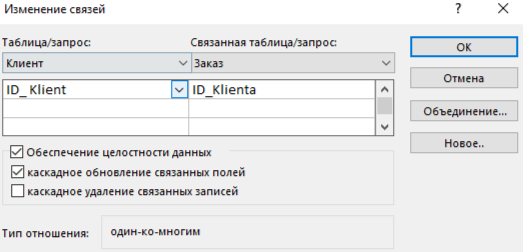 Изменение связей ? ×
Таблица/запрос: Связанная таблица/запрос:
Клиент Заказ
ID_ Klient ID_Klienta
Обеспечение целостности данных
каскадное обновление связанных полей
каскадное удаление связанных записей
Тип отношения: один-ко-многим
ОК
Отмена
Объединение...
Новое..